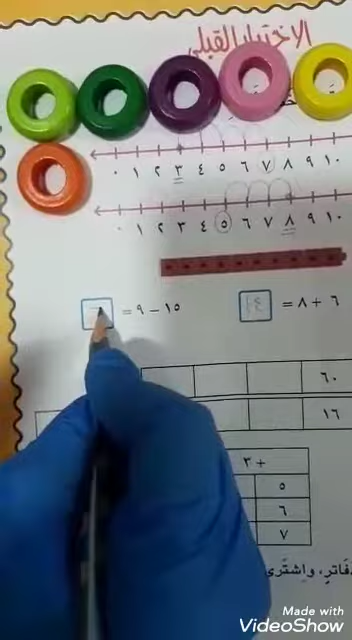 الاختبار القبلي
٠ ١ ٢ ٣ ٤ ٥ ٦ ٧ ٨ ٩ ١٠
٠ ١ ٢ ٣ ٤ ٥ ٦ ٧ ٨ ٩ ١٠
٦ + ٨ = ١٤
١٥ - ٩ =
٦٠
١٦
+ ٣
٥
٦
٧
دفاتر، واشترى
Made with
VideoShow